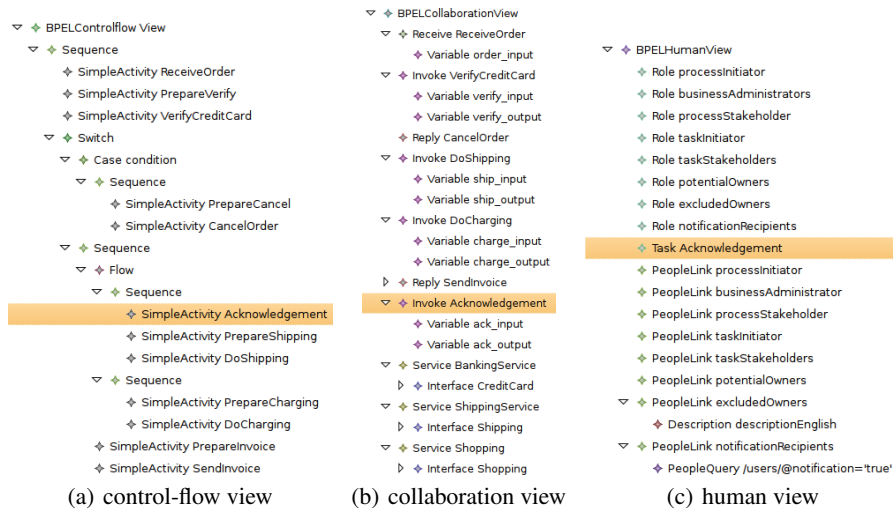 BPELControlflow View
Sequence
SimpleActivity ReceiveOrder
SimpleActivity PrepareVerify
SimpleActivity VerifyCreditCard
Switch
Case condition
Sequence
SimpleActivity PrepareCancel
SimpleActivity CancelOrder
Sequence
Flow
Sequence
SimpleActivity Acknowledgement
SimpleActivity PrepareShipping
SimpleActivity DoShipping
Sequence
SimpleActivity PrepareCharging
SimpleActivity DoCharging
SimpleActivity PrepareInvoice
SimpleActivity SendInvoice
(a) control-flow view
BPELCollaborationView
Receive ReceiveOrder
Variable order_input
Invoke VerifyCreditCard
Variable verify_input
Variable verify_output
Reply CancelOrder
Invoke DoShipping
Variable ship_input
Variable ship_output
Invoke DoCharging
Variable charge_input
Variable charge_output
Reply SendInvoice
Invoke Acknowledgement
Variable ack_input
Variable ack_output
Service BankingService
Interface CreditCard
Service ShippingService
Interface Shipping
Service Shopping
Interface Shopping
(b) collaboration view
BPELHumanView
Role processInitiator
Role businessAdministrators
Role processStakeholder
Role taskInitiator
Role taskStakeholders
Role potentialOwners
Role excludedOwners
Role notificationRecipients
Task Acknowledgement
PeopleLink processInitiator
PeopleLink businessAdministrator
PeopleLink processStakeholder
PeopleLink taskInitiator
PeopleLink taskStakeholders
PeopleLink potentialOwners
PeopleLink excludedOwners
Description descriptionEnglish
PeopleLink notificationRecipients
PeopleQuery /users/@notification="true"
(c) human view